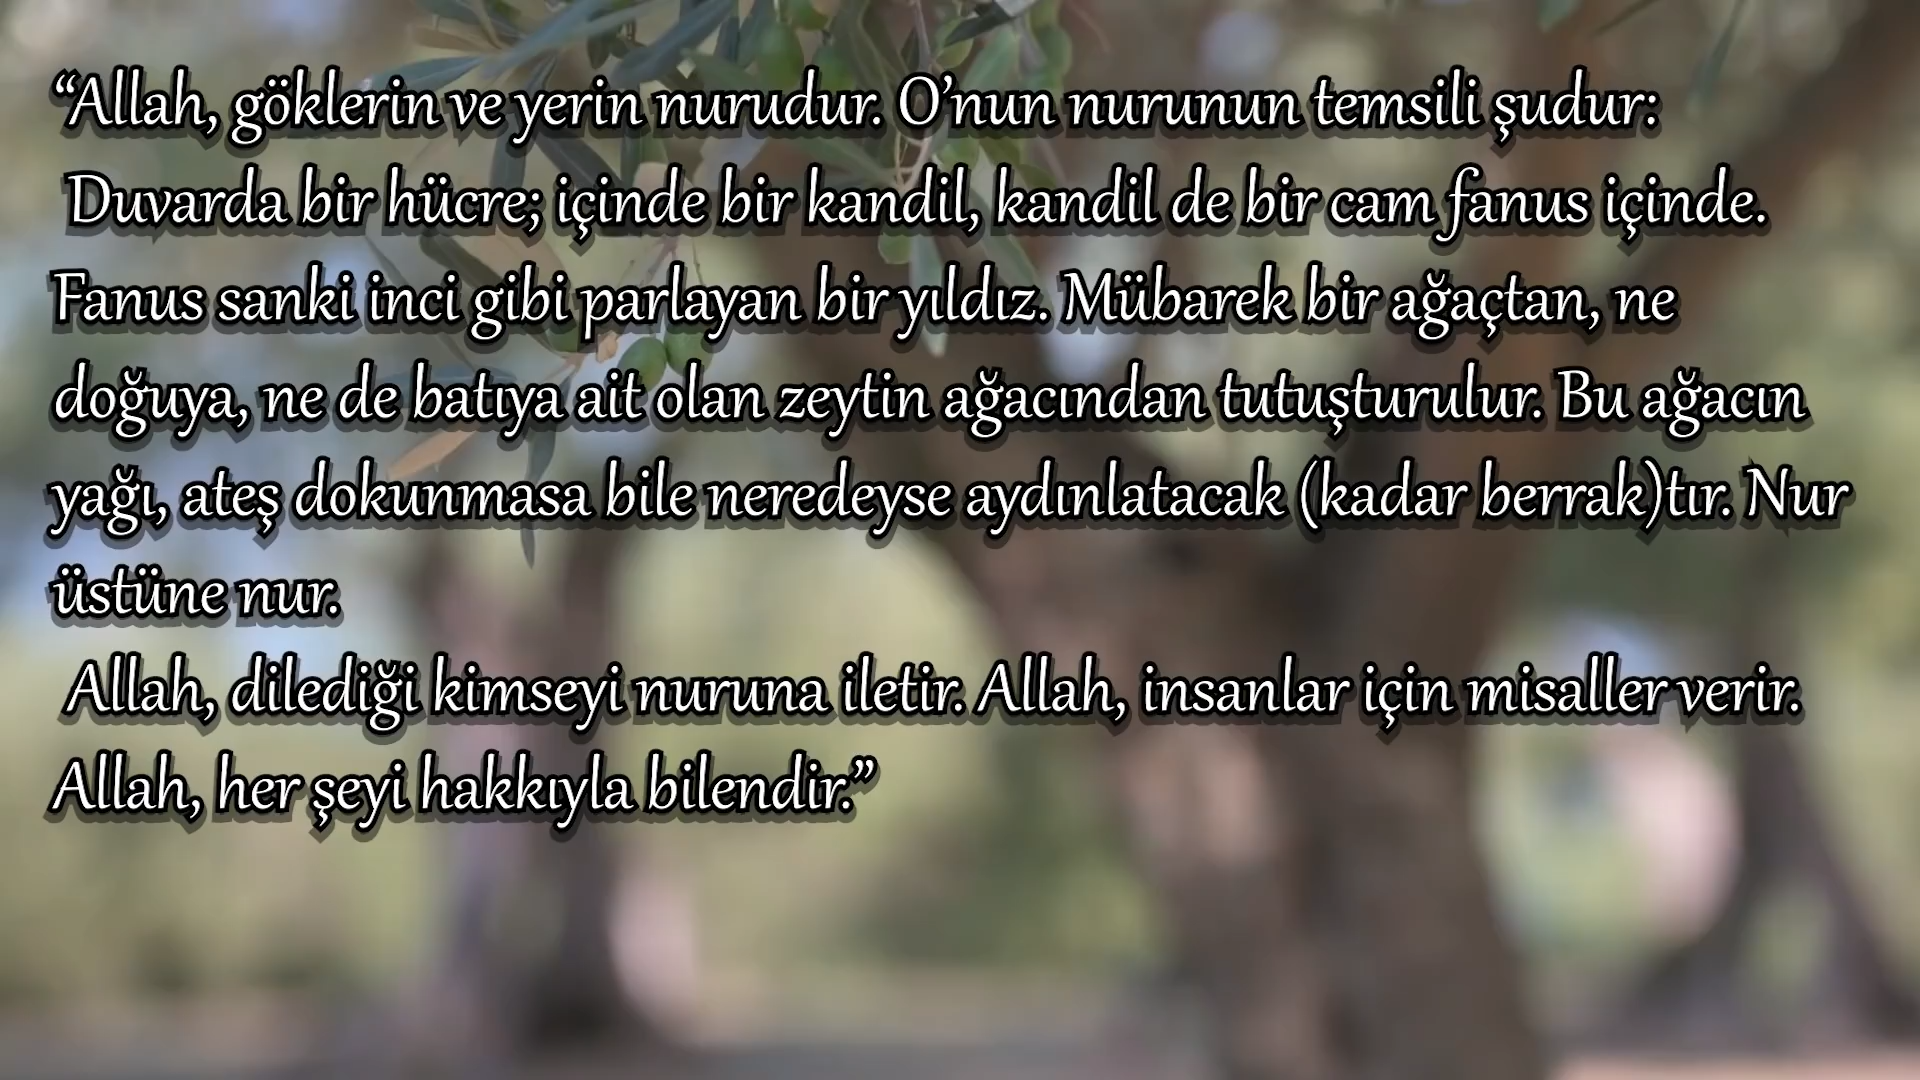 “Allah, göklerin ve yerin nurudur. O’nun nurunun temsili şudur:
Duvarda bir hücre; içinde bir kandil, kandil de bir cam fanus içinde.
Fanus sanki inci gibi parlayan bir yıldız. Mübarek bir ağaçtan, ne
doğuya, ne de batıya ait olan zeytin ağacından tutuşturulur. Bu ağacın
yağı, ateş dokunmasa bile neredeyse aydınlatacak (kadar berrak)tır. Nur
üstüne nur.
Allah, dilediği kimseyi nuruna iletir. Allah, insanlar için misaller verir.
Allah, her şeyi hakkıyla bilendir.”